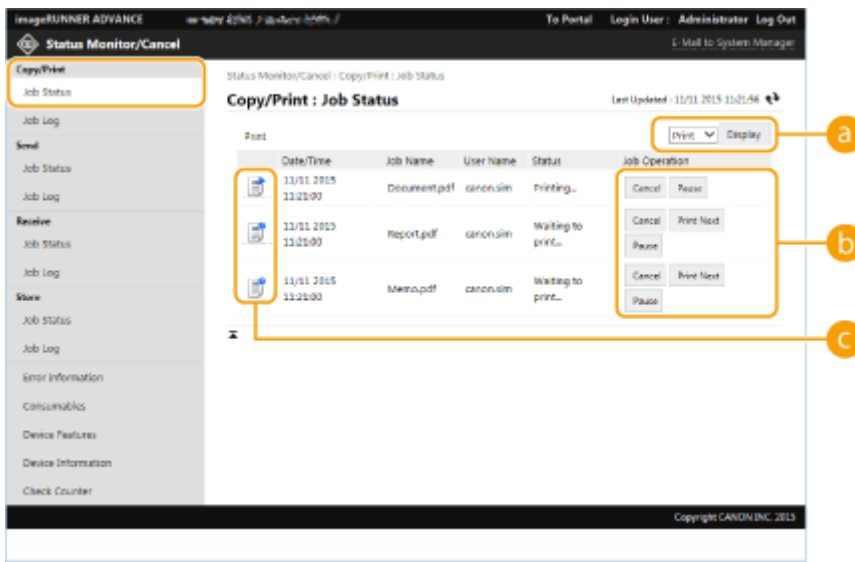 imageRUNNER ADVANCE
To Portal Login User : Administrator Log Out
Status Monitor/Cancel
E-Mail to System Manager
Copy/Print
Job Status
Job Log
Send
Job Status
Job Log
Receive
Job Status
Job Log
Store
Job Status
Job Log
Error Information
Consumables
Device Features
Device Information
Check Counter
Status Monitor/Cancel : Copy/Print : Job Status
Copy/Print : Job Status
Last Updated : 11/11 2015 11:21:56
Print
Print Display
a
Date/Time Job Name User Name Status Job Operation
11/11 2015 11:21:00 Document.pdf canon.sim Printing... Cancel Pause
11/11 2015 11:21:00 Report.pdf canon.sim Waiting to print... Cancel Print Next Pause
b
11/11 2015 11:21:00 Memo.pdf canon.sim Waiting to print... Cancel Print Next Pause
c
Copyright CANON INC. 2015